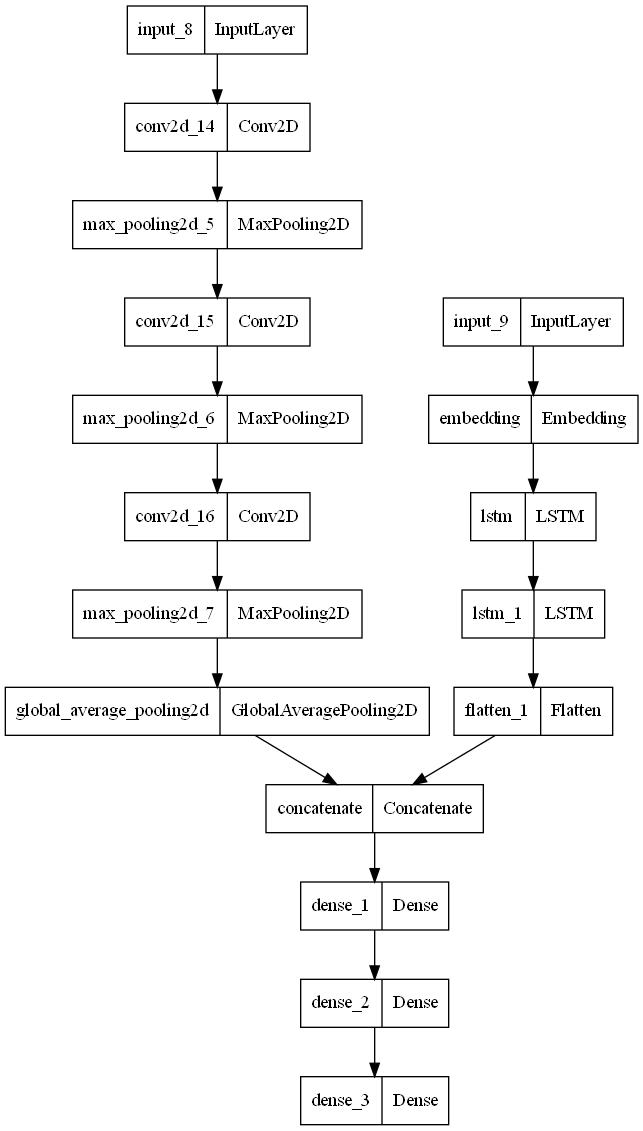 input_8 InputLayer
conv2d_14 Conv2D
max_pooling2d_5 MaxPooling2D
conv2d_15 Conv2D
max_pooling2d_6 MaxPooling2D
conv2d_16 Conv2D
max_pooling2d_7 MaxPooling2D
global_average_pooling2d GlobalAveragePooling2D
input_9 InputLayer
embedding Embedding
lstm LSTM
lstm_1 LSTM
flatten_1 Flatten
concatenate Concatenate
dense_1 Dense
dense_2 Dense
dense_3 Dense